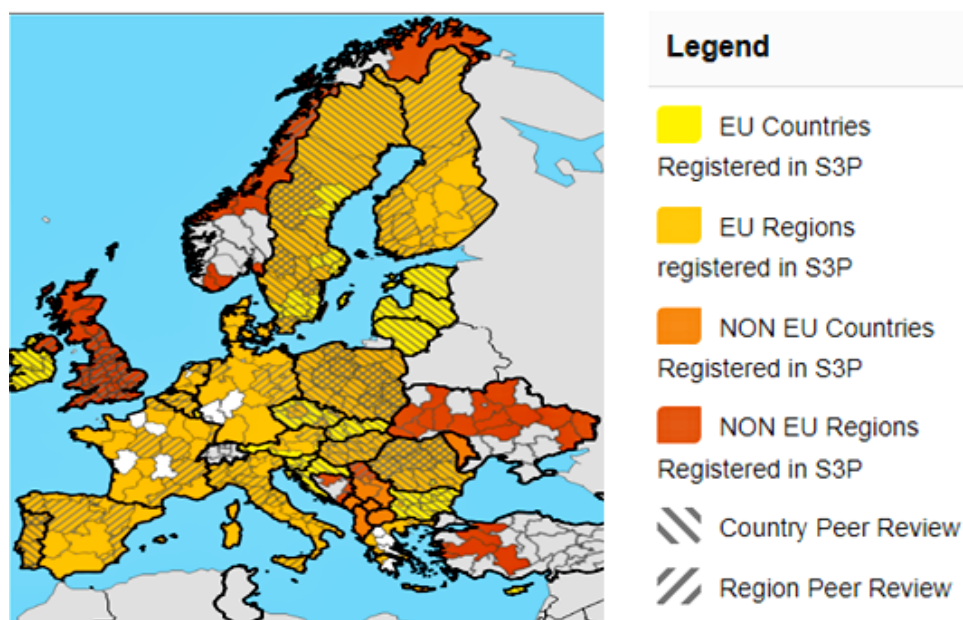 Legend
EU Countries
Registered in S3P
EU Regions
registered in S3P
NON EU Countries
Registered in S3P
NON EU Regions
Registered in S3P
Country Peer Review
Region Peer Review